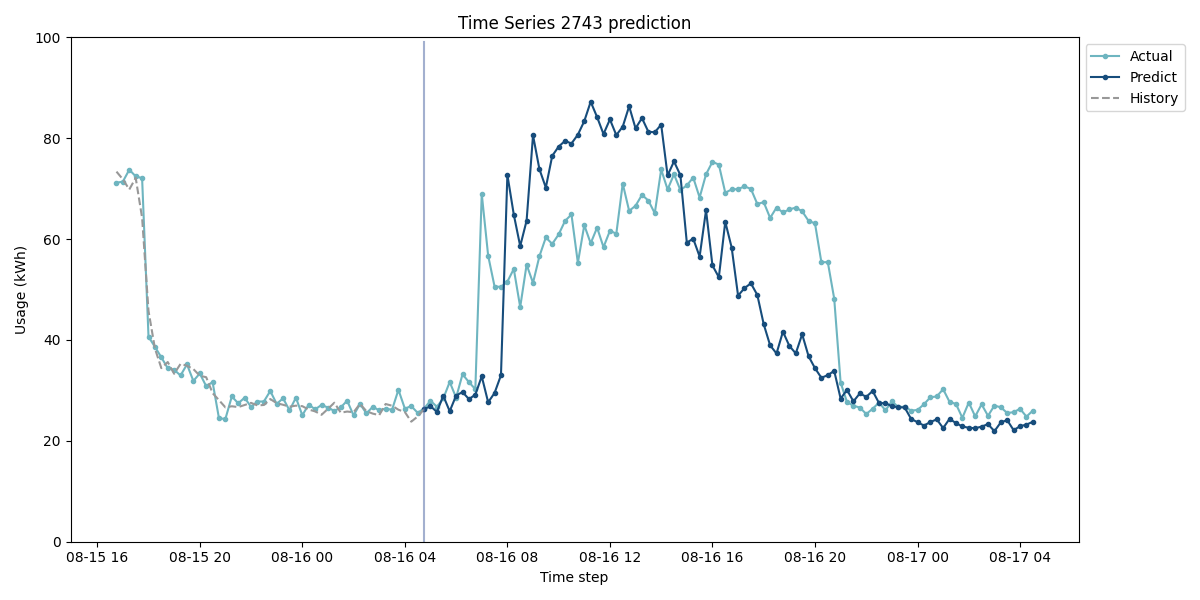 Time Series 2743 prediction
Actual
Predict
History
Usage (kWh)
100
80
60
40
20
0
08-15 16
08-15 20
08-16 00
08-16 04
08-16 08
08-16 12
08-16 16
08-16 20
08-17 00
08-17 04
Time step